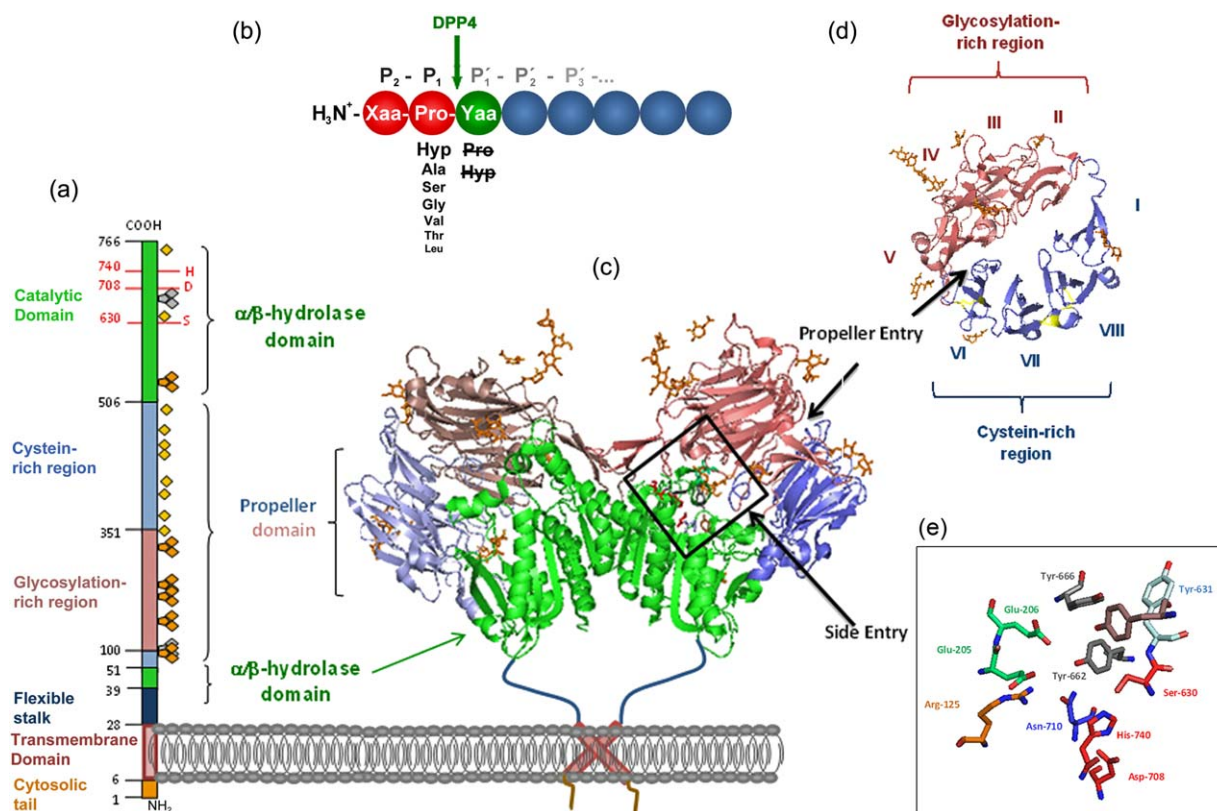 (a)
COOH
766
740
H
708
D
630
S
506
351
100
51
39
28
6
1
NH₂
Catalytic
Domain
Cystein-
rich region
Glycosylation-
rich region
Flexible
stalk
Transmembrane
Domain
Cytosolic
tail
α/β-hydrolase
domain
Propeller
domain
α/β-hydrolase
domain
(b)
DPP4
P₂ - P₁ P´₁ - P´₂ - P´₃ -...
H₃N⁺- Xaa- Pro- Yaa
Hyp
Ala
Ser
Gly
Val
Thr
Leu
Pro
Hyp
(c)
Propeller Entry
Side Entry
(d)
Glycosylation-
rich region
III
II
IV
I
V
VI
VII
VIII
Cystein-rich
region
(e)
Tyr-666
Tyr-631
Glu-206
Glu-205
Tyr-662
Ser-630
Arg-125
Asn-710
His-740
Asp-708